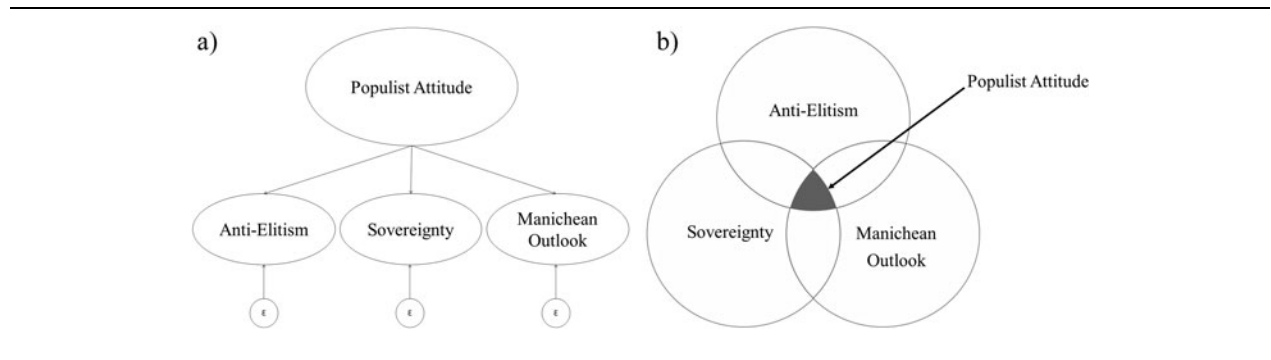 a)
Populist Attitude
Anti-Elitism
Sovereignty
Manichean
Outlook
ε
ε
ε
b)
Populist Attitude
Anti-Elitism
Sovereignty
Manichean
Outlook